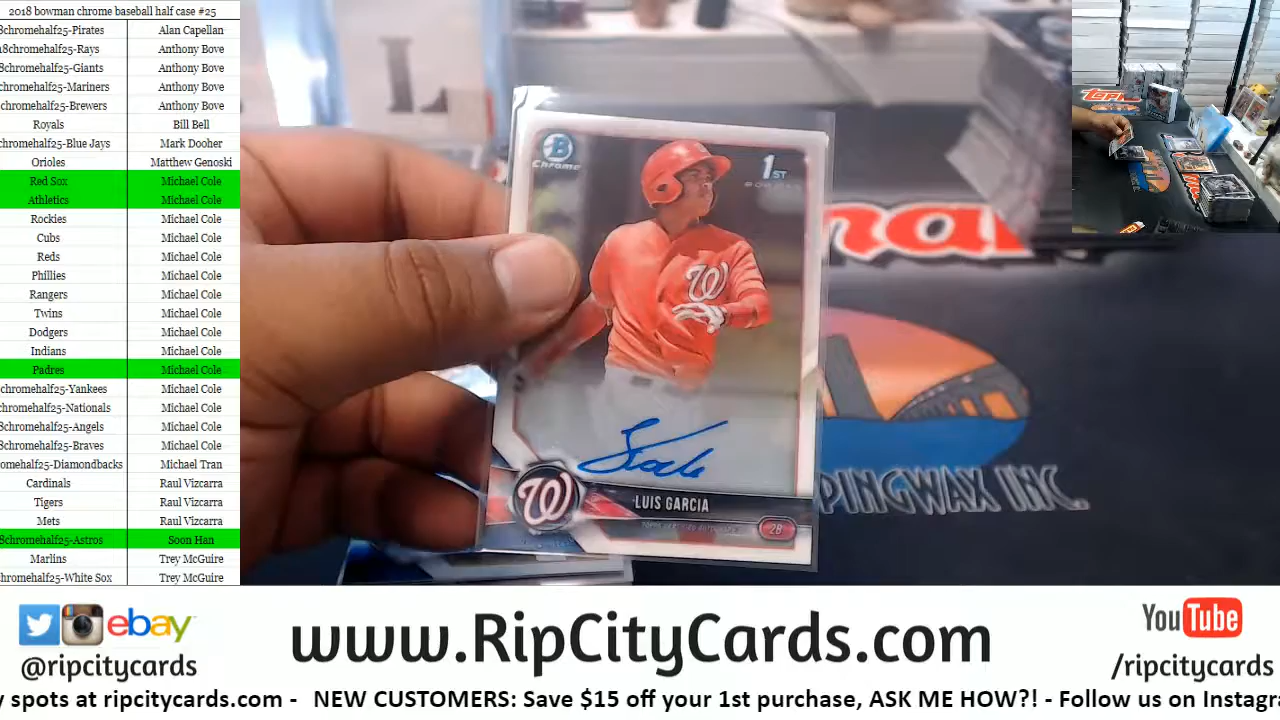 2018 bowman chrome baseball half case #25
8chromehalf25-Pirates Alan Capellan
18chromehalf25-Rays Anthony Bove
8chromehalf25-Giants Anthony Bove
chromehalf25-Mariners Anthony Bove
chromehalf25-Brewers Anthony Bove
Royals Bill Bell
chromehalf25-Blue Jays Mark Dooher
Orioles Matthew Genoski
Red Sox Michael Cole
Athletics Michael Cole
Rockies Michael Cole
Cubs Michael Cole
Reds Michael Cole
Phillies Michael Cole
Rangers Michael Cole
Twins Michael Cole
Dodgers Michael Cole
Indians Michael Cole
Padres Michael Cole
chromehalf25-Yankees Michael Cole
chromehalf25-Nationals Michael Cole
8chromehalf25-Angels Michael Cole
8chromehalf25-Braves Michael Cole
omehalf25-Diamondbacks Michael Tran
Cardinals Raul Vizcarra
Tigers Raul Vizcarra
Mets Raul Vizcarra
8chromehalf25-Astros Soon Han
Marlins Trey McGuire
hromehalf25-White Sox Trey McGuire
B
Chrome
1ST
BOWMAN
W
W
LUIS GARCIA
2B
PINGWAX INC.
topps
ebay
@ripcitycards
www.RipCityCards.com
YouTube
/ripcitycards
y spots at ripcitycards.com - NEW CUSTOMERS: Save $15 off your 1st purchase, ASK ME HOW?! - Follow us on Instagra